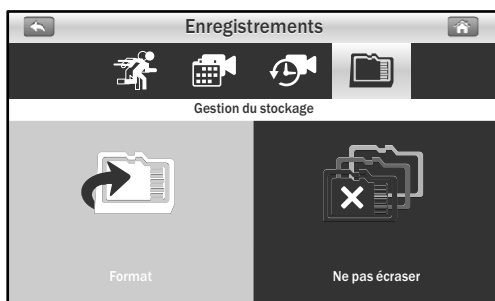 Enregistrements
Gestion du stockage
Format
Ne pas écraser